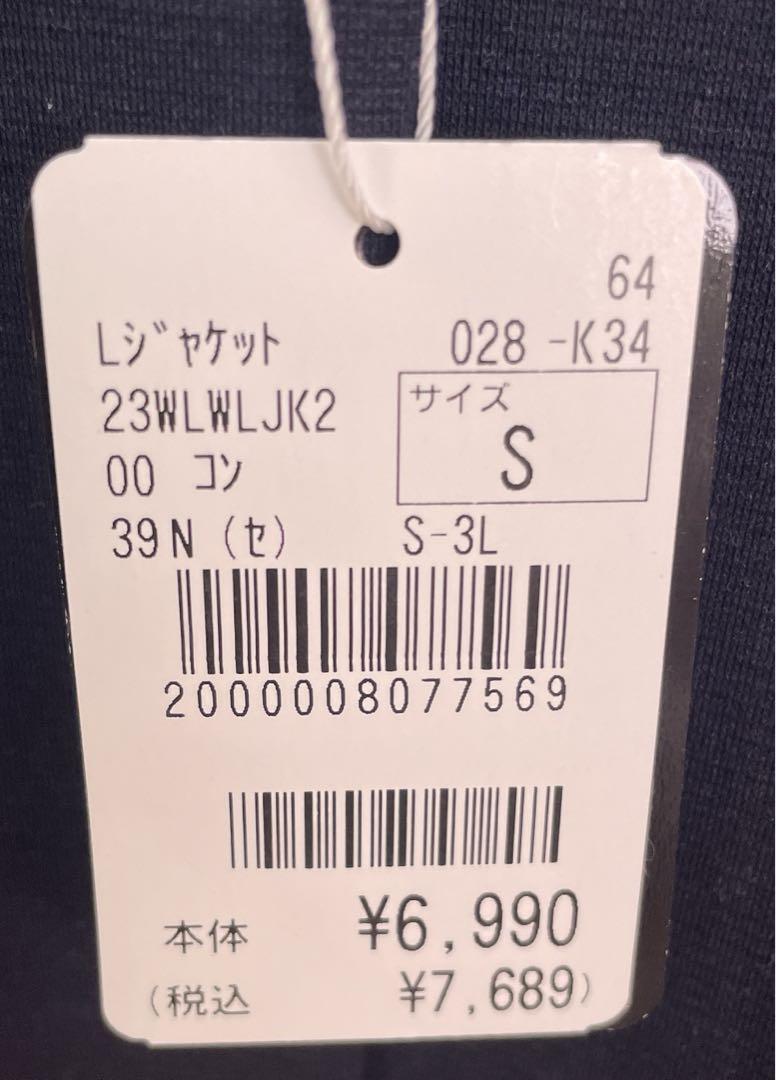 64
Lｼﾞｬｹｯﾄ 028 -K34
23WLWLJK2
サイズ
S
00 ｺﾝ
39N (ｾ) S-3L
2000008077569
本体 ¥6,990
(税込 ¥7,689)